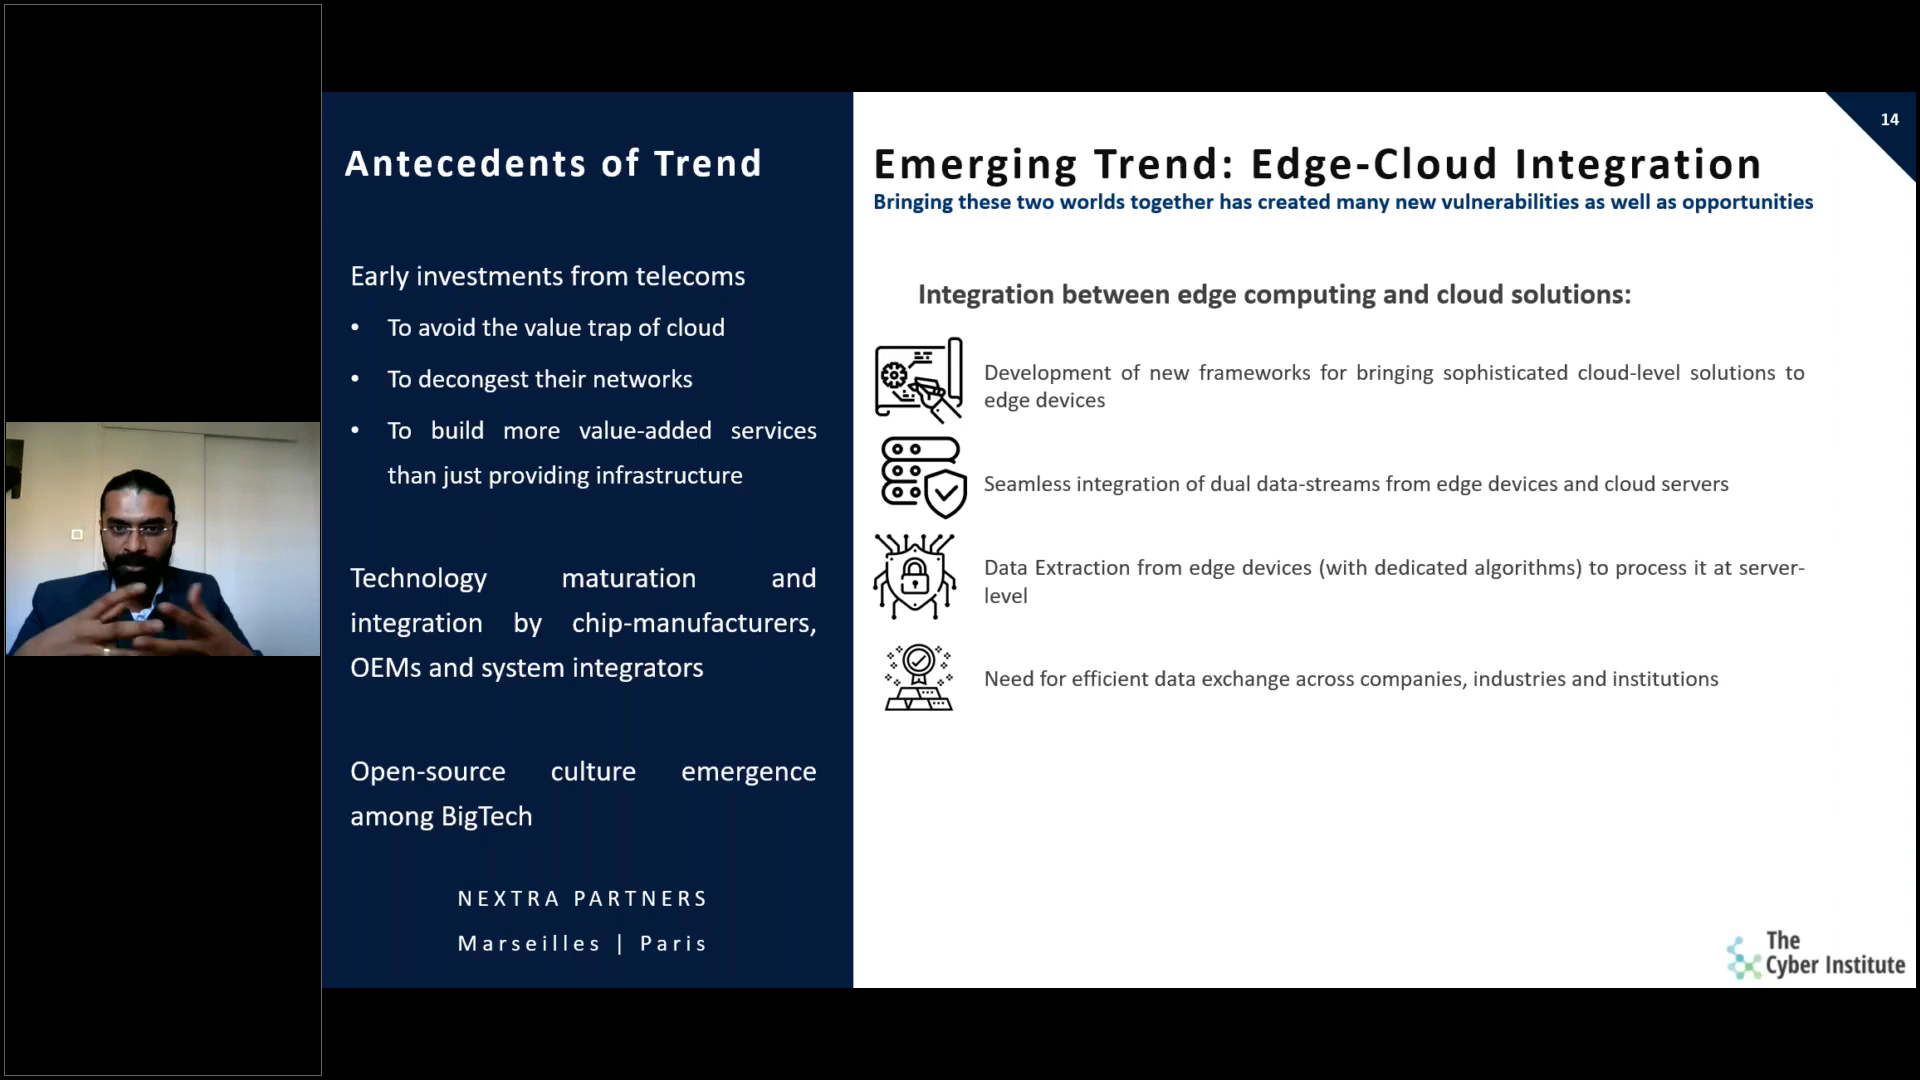 Antecedents of Trend
Early investments from telecoms
• To avoid the value trap of cloud
• To decongest their networks
• To build more value-added services
than just providing infrastructure
Technology maturation and
integration by chip-manufacturers,
OEMs and system integrators
Open-source culture emergence
among BigTech
NEXTRA PARTNERS
Marseilles | Paris
14
Emerging Trend: Edge-Cloud Integration
Bringing these two worlds together has created many new vulnerabilities as well as opportunities
Integration between edge computing and cloud solutions:
Development of new frameworks for bringing sophisticated cloud-level solutions to
edge devices
Seamless integration of dual data-streams from edge devices and cloud servers
Data Extraction from edge devices (with dedicated algorithms) to process it at server-
level
Need for efficient data exchange across companies, industries and institutions
The
Cyber Institute